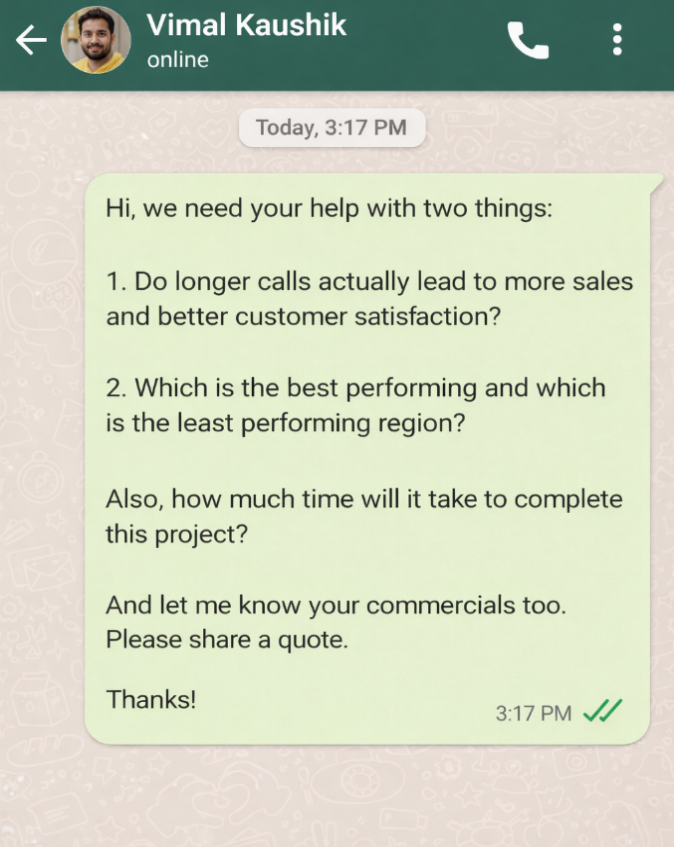 Vimal Kaushik
online
Today, 3:17 PM
Hi, we need your help with two things:
1. Do longer calls actually lead to more sales
and better customer satisfaction?
2. Which is the best performing and which
is the least performing region?
Also, how much time will it take to complete
this project?
And let me know your commercials too.
Please share a quote.
Thanks!
3:17 PM